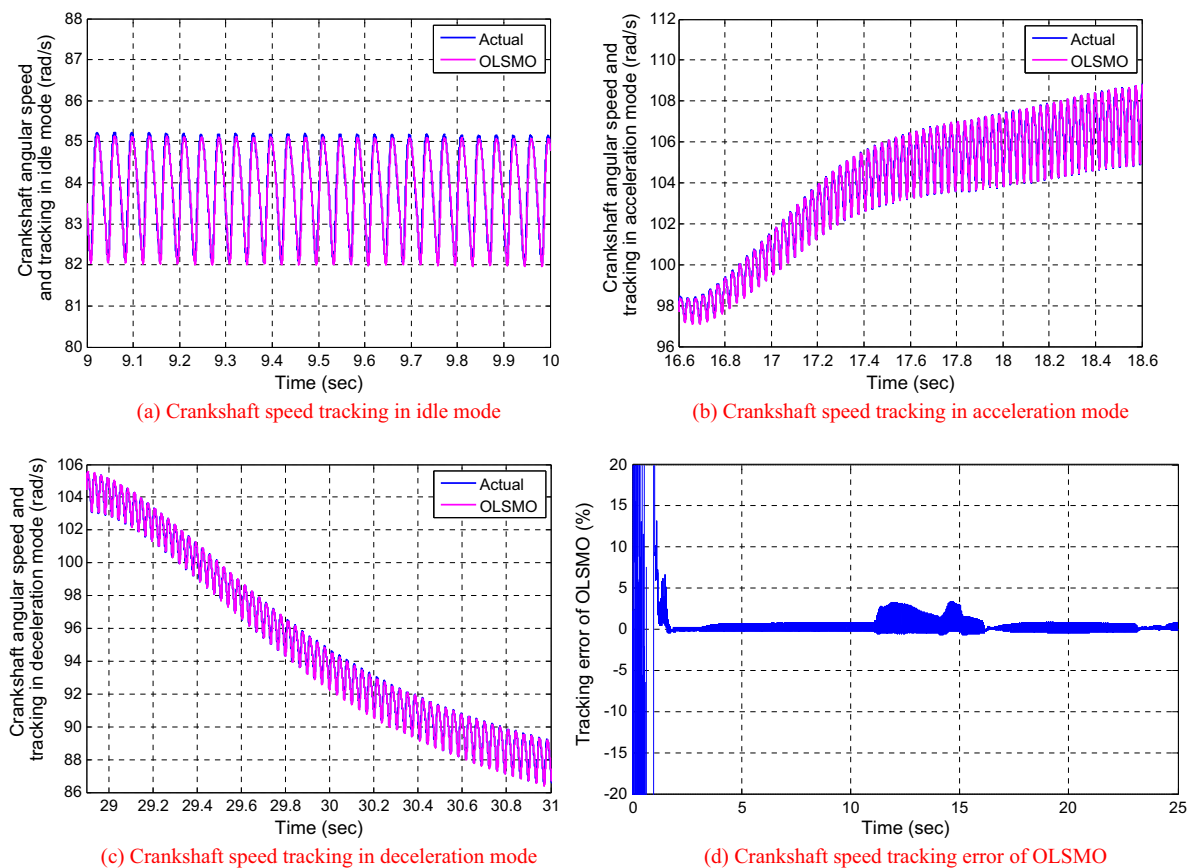 Crankshaft angular speed
and tracking in idle mode (rad/s)
88
87
86
85
84
83
82
81
80
Actual
OLSMO
9 9.1 9.2 9.3 9.4 9.5 9.6 9.7 9.8 9.9 10
Time (sec)
(a) Crankshaft speed tracking in idle mode
Crankshaft angular speed and
tracking in acceleration mode (rad/s)
112
110
108
106
104
102
100
98
96
Actual
OLSMO
16.6 16.8 17 17.2 17.4 17.6 17.8 18 18.2 18.4 18.6
Time (sec)
(b) Crankshaft speed tracking in acceleration mode
Crankshaft angular speed and
tracking in deceleration mode (rad/s)
106
104
102
100
98
96
94
92
90
88
86
Actual
OLSMO
29 29.2 29.4 29.6 29.8 30 30.2 30.4 30.6 30.8 31
Time (sec)
(c) Crankshaft speed tracking in deceleration mode
Tracking error of OLSMO (%)
20
15
10
5
0
-5
-10
-15
-20
0 5 10 15 20 25
Time (sec)
(d) Crankshaft speed tracking error of OLSMO